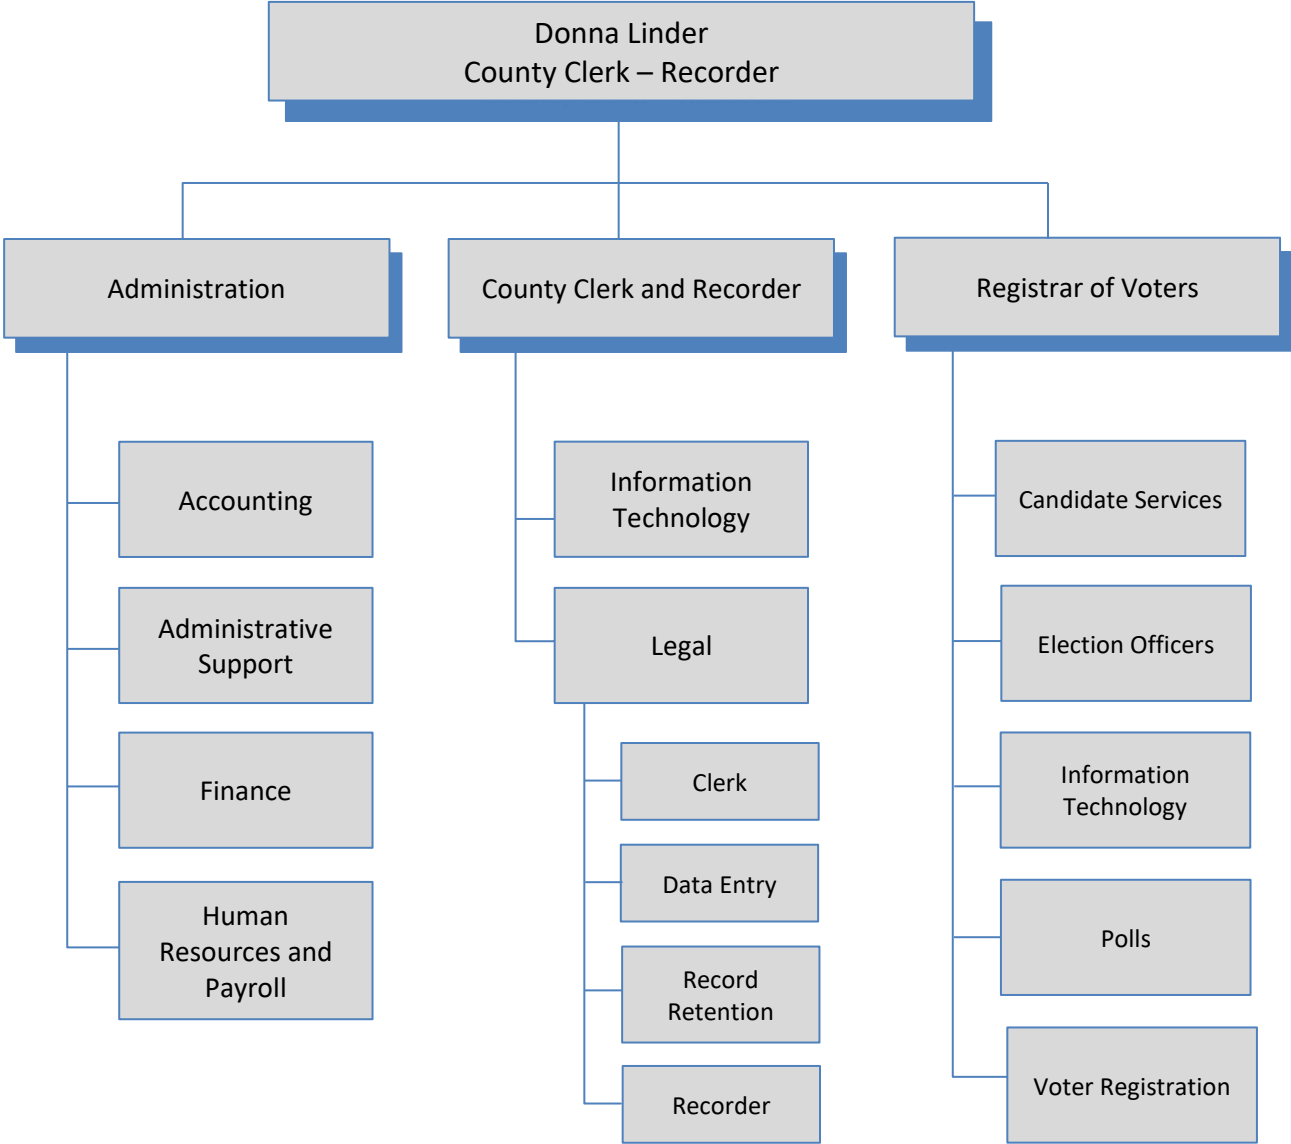 Donna Linder
County Clerk – Recorder
Administration
County Clerk and Recorder
Registrar of Voters
Accounting
Administrative
Support
Finance
Human
Resources and
Payroll
Information
Technology
Legal
Clerk
Data Entry
Record
Retention
Recorder
Candidate Services
Election Officers
Information
Technology
Polls
Voter Registration